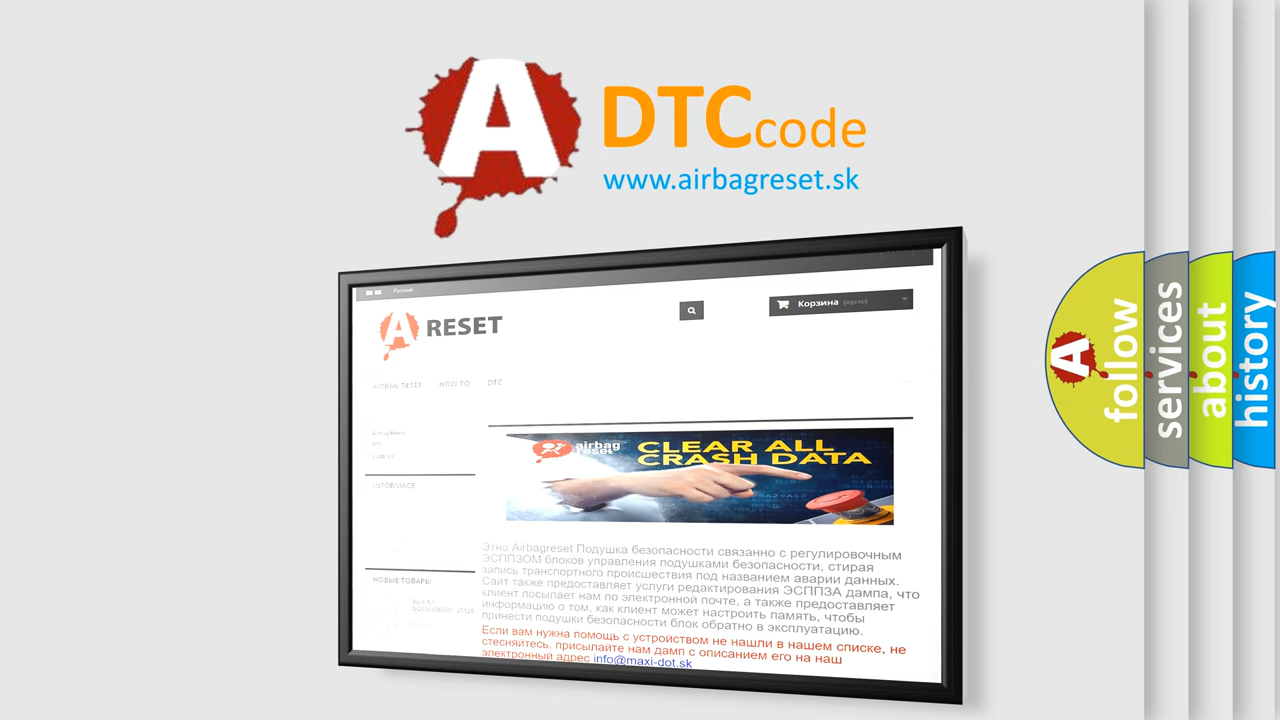 A
DTCcode
www.airbagreset.sk
Русский
Корзина (пусто)
A RESET
AIRBAG RESET HOW TO DTC
INFORMACE
airbag
reset
CLEAR ALL
CRASH DATA
Этно Airbagreset Подушка безопасности связанно с регулировочным
ЭСППЗОМ блоков управления подушками безопасности, стирая
запись транспортного происшествия под названием аварии данных.
Сайт также предоставляет услуги редактирования ЭСППЗА дампа, что
клиент посылает нам по электронной почте, а также предоставляет
информацию о том, как клиент может настроить память, чтобы
принести подушки безопасности блок обратно в эксплуатацию.
Если вам нужна помощь с устройством не нашли в нашем списке, не
стесняйтесь, присылайте нам дамп с описанием его на наш
электронный адрес info@maxi-dot.sk
НОВЫЕ ТОВАРЫ
A
follow
services
about
history